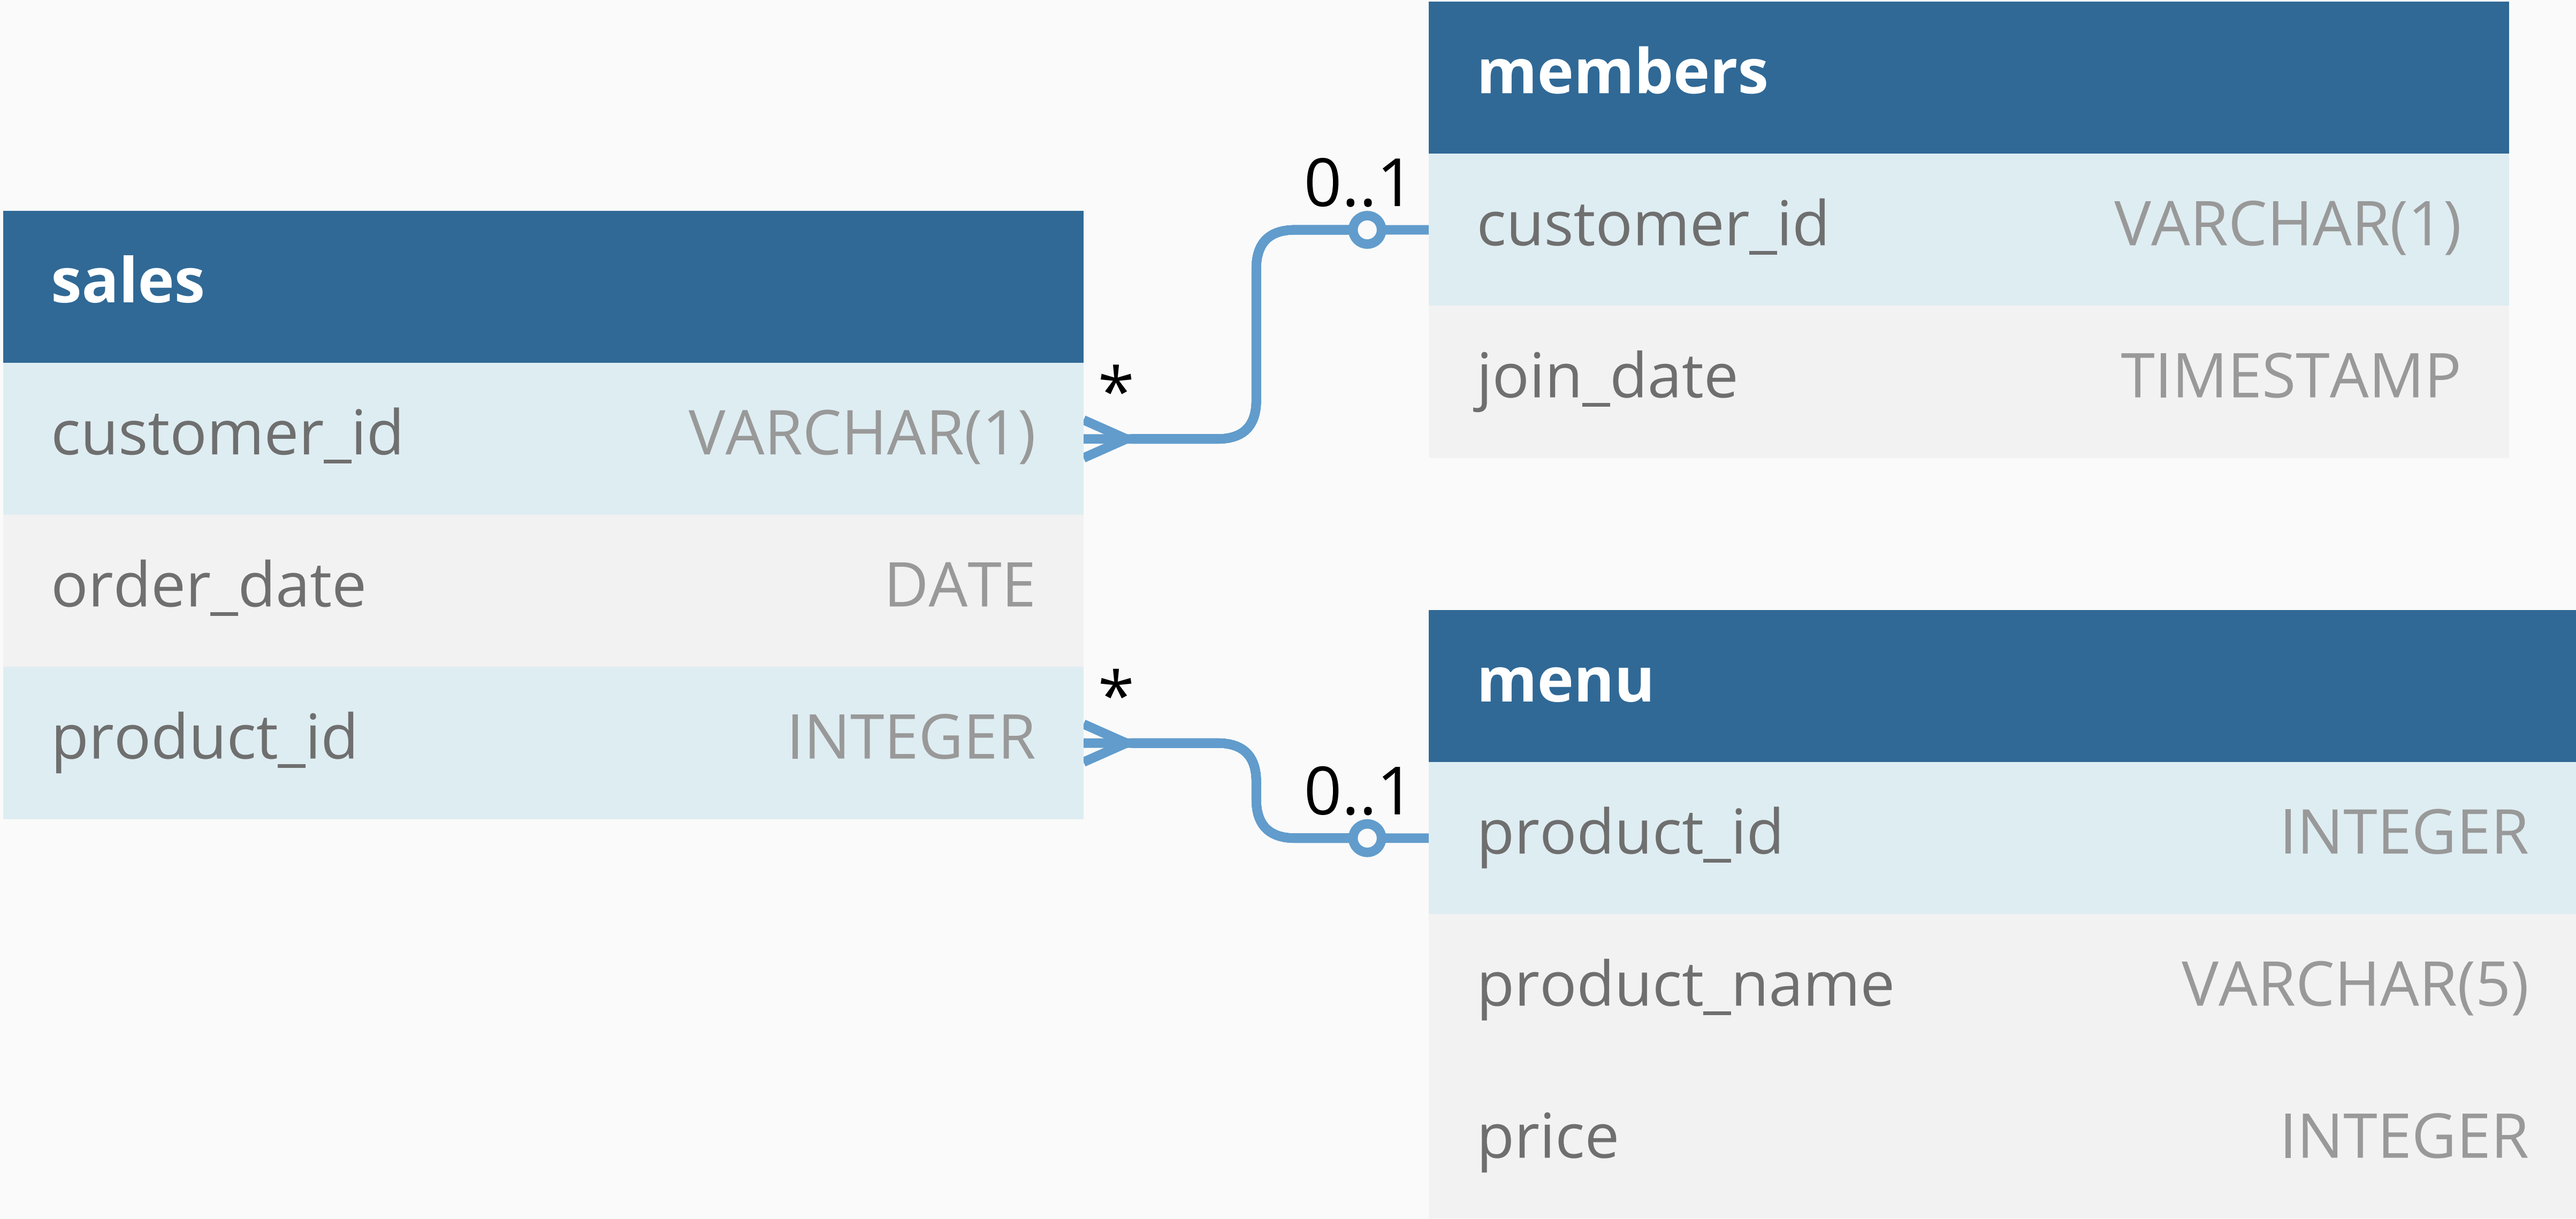 sales
customer_id VARCHAR(1)
order_date DATE
product_id INTEGER
*
0..1
*
0..1
members
customer_id VARCHAR(1)
join_date TIMESTAMP
menu
product_id INTEGER
product_name VARCHAR(5)
price INTEGER